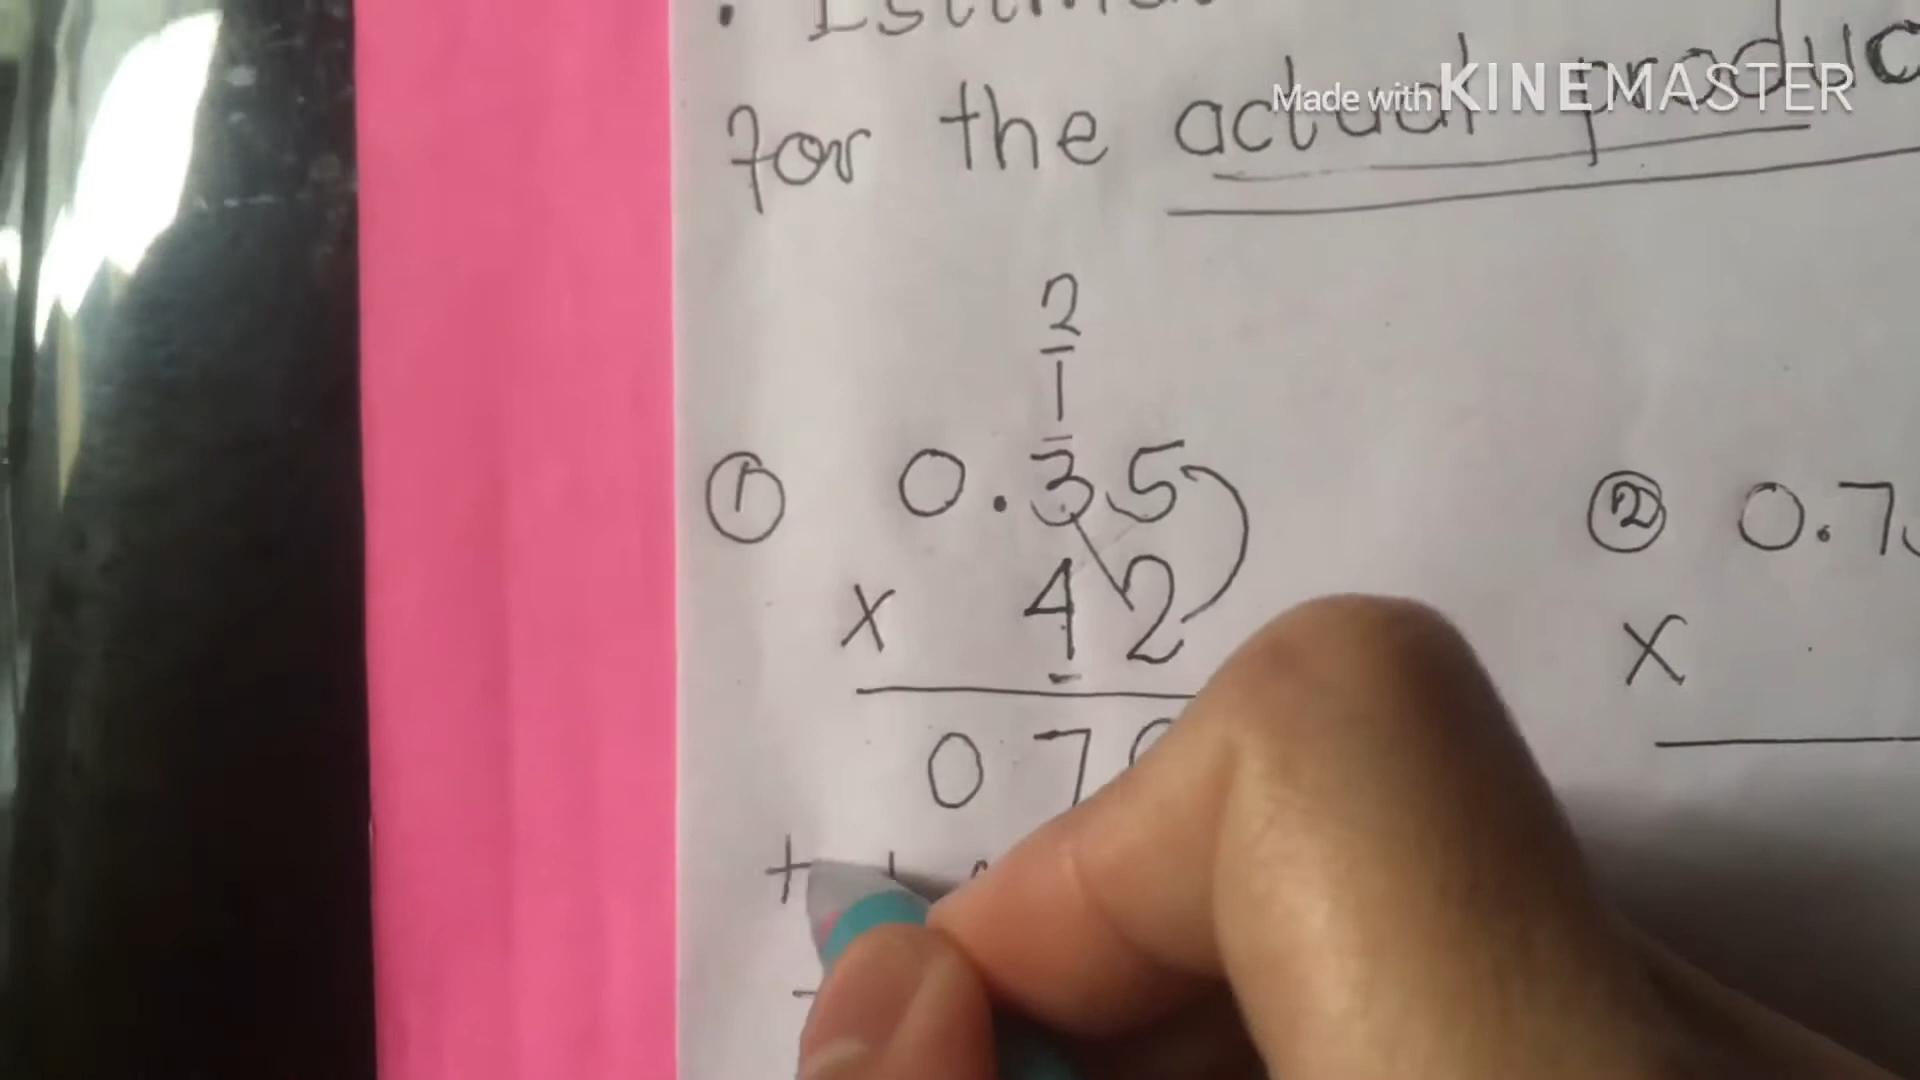 for the actual
Made with KINEMASTER
2
1
① 0.35
② 0.7
x 42
x
07
+